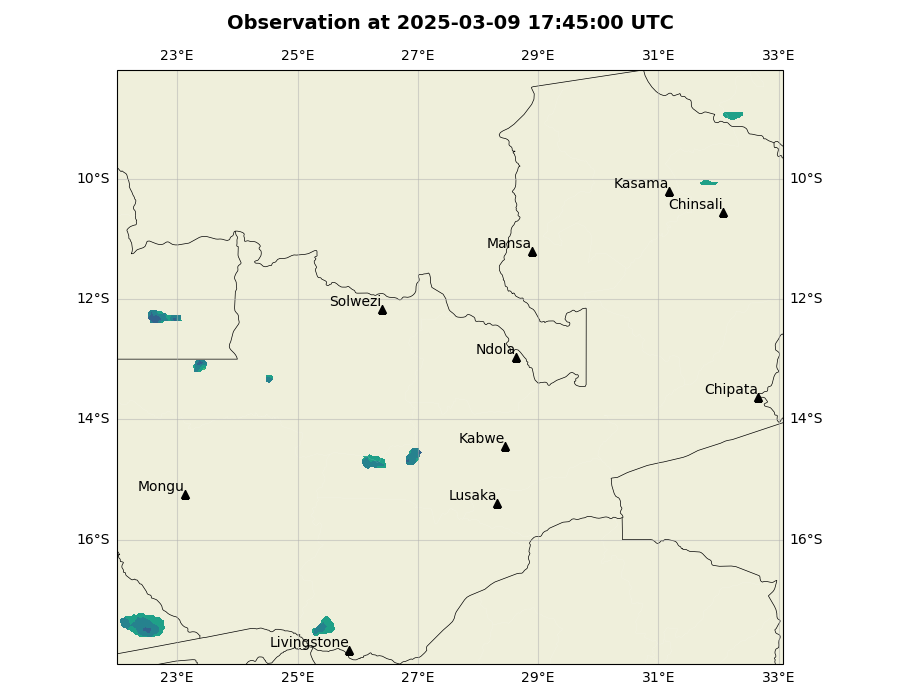 Observation at 2025-03-09 17:45:00 UTC
23°E 25°E 27°E 29°E 31°E 33°E
10°S 10°S
Kasama
Chinsali
Mansa
12°S 12°S
Solwezi
Ndola
Chipata
14°S 14°S
Kabwe
Mongu
Lusaka
16°S 16°S
Livingstone
23°E 25°E 27°E 29°E 31°E 33°E